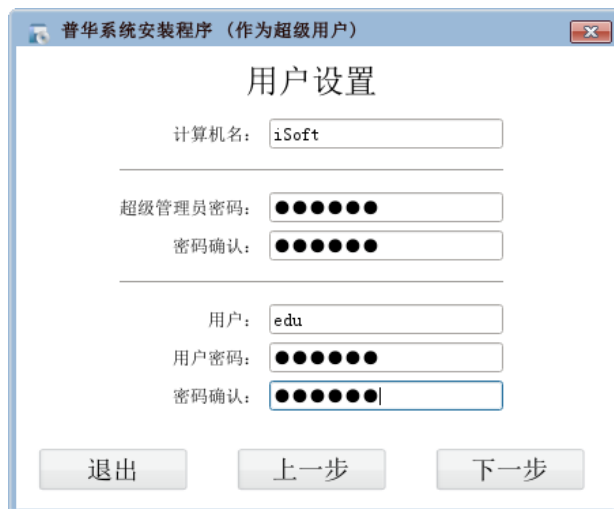 普华系统安装程序 (作为超级用户)
用户设置
计算机名: iSoft
超级管理员密码: ●●●●●●
密码确认: ●●●●●●
用户: edu
用户密码: ●●●●●●
密码确认: ●●●●●●
退出 上一步 下一步